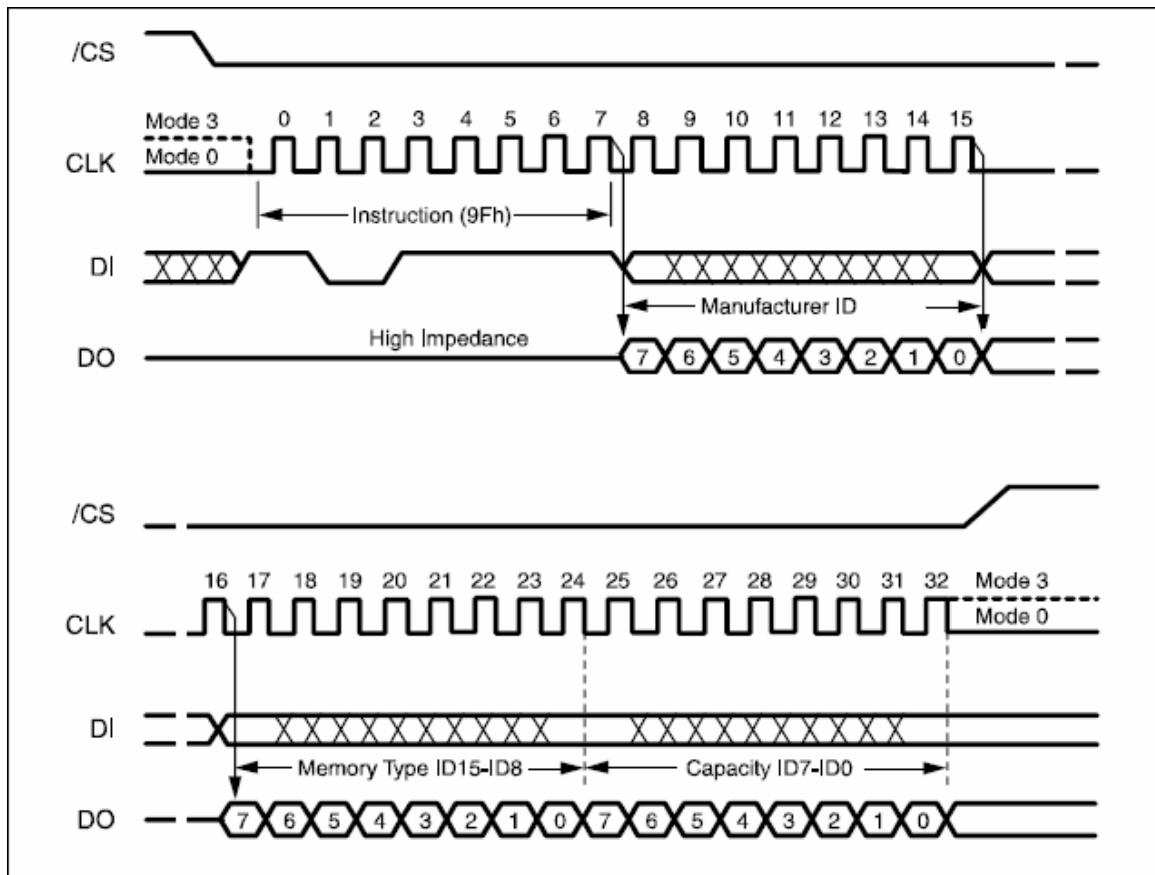 /CS
0 1 2 3 4 5 6 7 8 9 10 11 12 13 14 15
Mode 3
Mode 0
CLK
Instruction (9Fh)
DI
Manufacturer ID
High Impedance
DO
7 6 5 4 3 2 1 0
/CS
16 17 18 19 20 21 22 23 24 25 26 27 28 29 30 31 32
Mode 3
Mode 0
CLK
DI
Memory Type ID15-ID8
Capacity ID7-ID0
DO
7 6 5 4 3 2 1 0 7 6 5 4 3 2 1 0